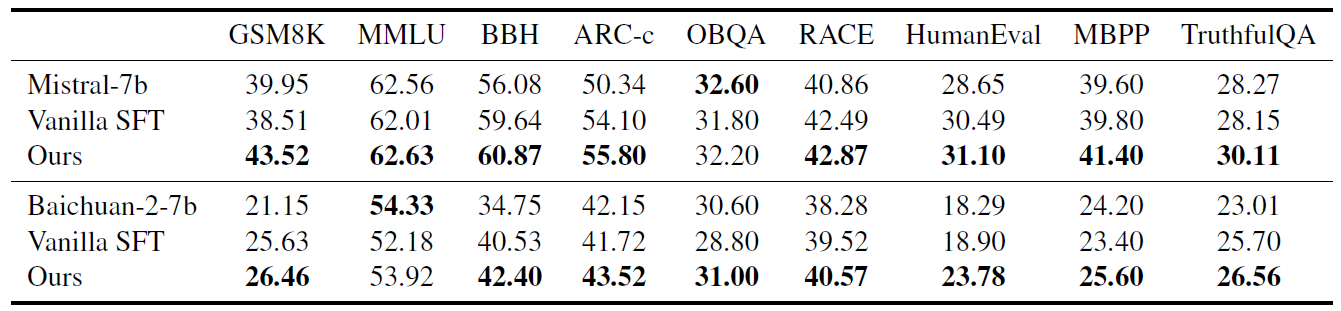 GSM8K MMLU BBH ARC-c OBQA RACE HumanEval MBPP TruthfulQA
Mistral-7b 39.95 62.56 56.08 50.34 32.60 40.86 28.65 39.60 28.27
Vanilla SFT 38.51 62.01 59.64 54.10 31.80 42.49 30.49 39.80 28.15
Ours 43.52 62.63 60.87 55.80 32.20 42.87 31.10 41.40 30.11
Baichuan-2-7b 21.15 54.33 34.75 42.15 30.60 38.28 18.29 24.20 23.01
Vanilla SFT 25.63 52.18 40.53 41.72 28.80 39.52 18.90 23.40 25.70
Ours 26.46 53.92 42.40 43.52 31.00 40.57 23.78 25.60 26.56